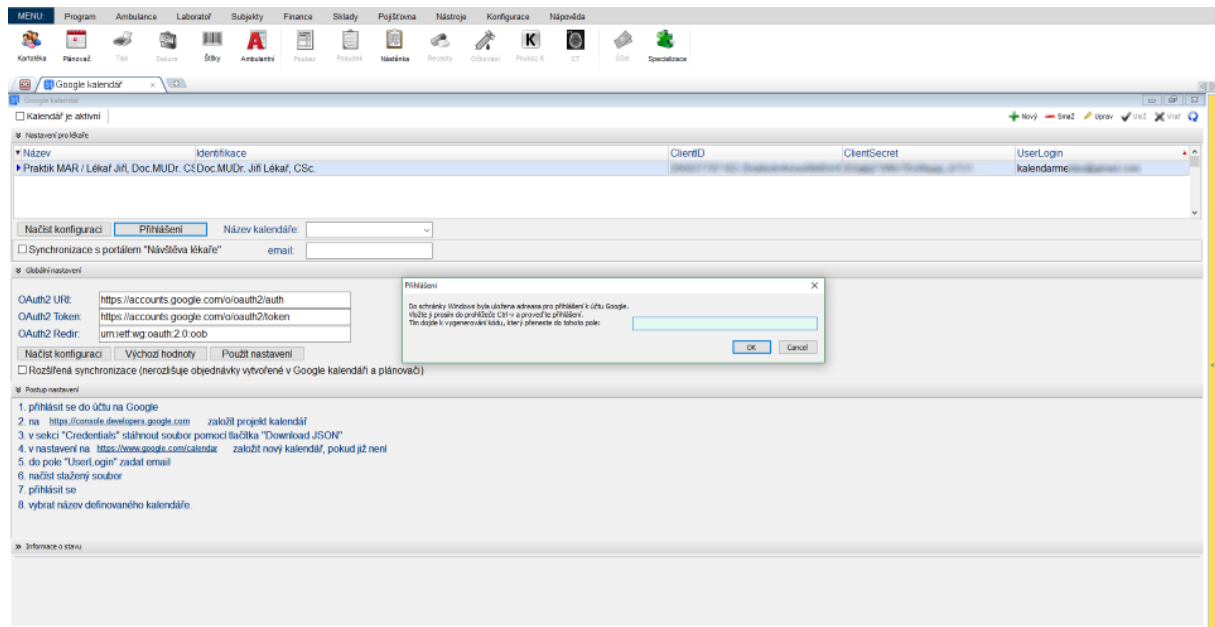 MENU: Program Ambulance Laboratoř Subjekty Finance Sklady Pojišťovna Nástroje Konfigurace Nápověda
Kartotéka Plánovač Tisk Dekurs Štítky Ambulantní Poukaz Posudek Nástěnka Recepty Očkování Poukaz K CT Účet Specializace
Google kalendář
Google kalendář
Kalendář je aktivní
Nový Smaž Uprav Ulož Vrať
Nastavení pro lékaře
Název Identifikace ClientID ClientSecret UserLogin
Praktik MAR / Lékař Jiří, Doc.MUDr. CS Doc.MUDr. Jiří Lékař, CSc. kalendarme
Načíst konfiguraci Přihlášení Název kalendáře:
Synchronizace s portálem "Návštěva lékaře" email:
Globální nastavení
OAuth2 URI: https://accounts.google.com/o/oauth2/auth
OAuth2 Token: https://accounts.google.com/o/oauth2/token
OAuth2 Redir: urn:ietf:wg:oauth:2.0:oob
Načíst konfiguraci Výchozí hodnoty Použít nastavení
Rozšířená synchronizace (nerozlišuje objednávky vytvořené v Google kalendáři a plánovači)
Přihlášení
Do schránky Windows byla uložena adreasa pro přihlášení k účtu Google.
Vložte ji prosím do prohlížeče Ctrl-v a proveďte přihlášení.
Tím dojde k vygenerování kódu, který přeneste do tohoto pole:
OK Cancel
Postup nastavení
1. přihlásit se do účtu na Google
2. na https://console.developers.google.com založit projekt kalendář
3. v sekci "Credentials" stáhnout soubor pomocí tlačítka "Download JSON"
4. v nastavení na https://www.google.com/calendar založit nový kalendář, pokud již není
5. do pole "UserLogin" zadat email
6. načíst stažený soubor
7. přihlásit se
8. vybrat název definovaného kalendáře.
Informace o stavu